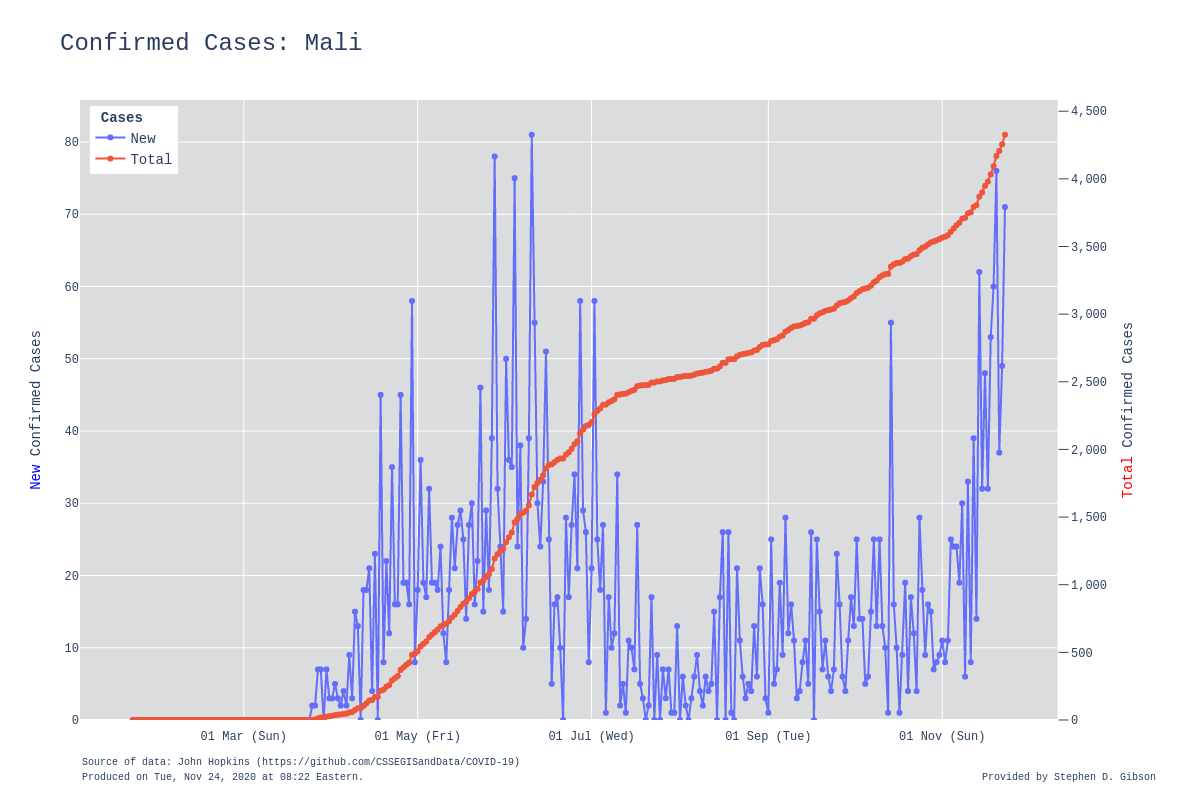 Confirmed Cases: Mali
Cases
New
Total
80
70
60
50
40
30
20
10
0
4,500
4,000
3,500
3,000
2,500
2,000
1,500
1,000
500
0
New Confirmed Cases
Total Confirmed Cases
01 Mar (Sun) 01 May (Fri) 01 Jul (Wed) 01 Sep (Tue) 01 Nov (Sun)
Source of data: John Hopkins (https://github.com/CSSEGISandData/COVID-19)
Produced on Tue, Nov 24, 2020 at 08:22 Eastern.
Provided by Stephen D. Gibson